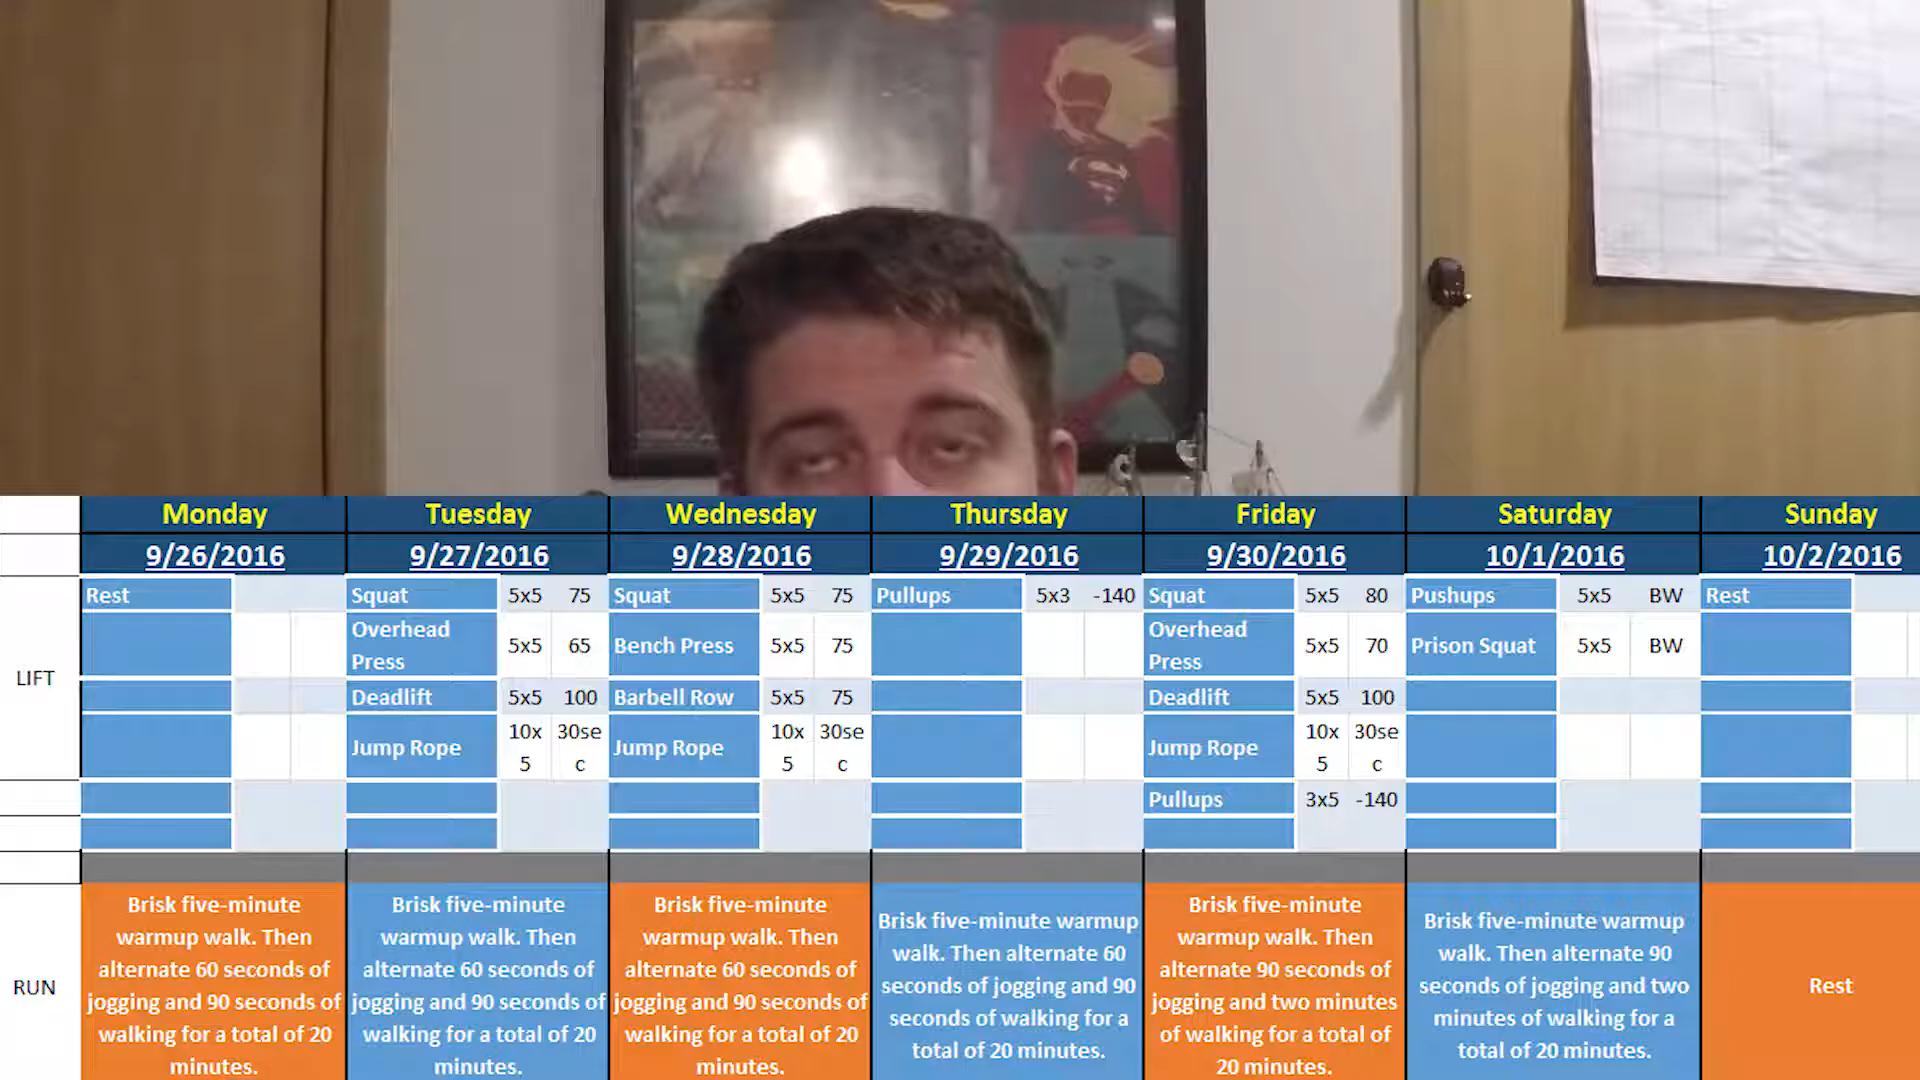 Monday Tuesday Wednesday Thursday Friday Saturday Sunday
9/26/2016 9/27/2016 9/28/2016 9/29/2016 9/30/2016 10/1/2016 10/2/2016
LIFT
Rest
Squat 5x5 75
Overhead
Press 5x5 65
Deadlift 5x5 100
Jump Rope 10x
5 30se
c
Squat 5x5 75
Bench Press 5x5 75
Barbell Row 5x5 75
Jump Rope 10x
5 30se
c
Pullups 5x3 -140
Squat 5x5 80
Overhead
Press 5x5 70
Deadlift 5x5 100
Jump Rope 10x
5 30se
c
Pullups 3x5 -140
Pushups 5x5 BW
Prison Squat 5x5 BW
Rest
RUN
Brisk five-minute
warmup walk. Then
alternate 60 seconds of
jogging and 90 seconds of
walking for a total of 20
minutes.
Brisk five-minute
warmup walk. Then
alternate 60 seconds of
jogging and 90 seconds of
walking for a total of 20
minutes.
Brisk five-minute
warmup walk. Then
alternate 60 seconds of
jogging and 90 seconds of
walking for a total of 20
minutes.
Brisk five-minute warmup
walk. Then alternate 60
seconds of jogging and 90
seconds of walking for a
total of 20 minutes.
Brisk five-minute
warmup walk. Then
alternate 90 seconds of
jogging and two minutes
of walking for a total of
20 minutes.
Brisk five-minute warmup
walk. Then alternate 90
seconds of jogging and two
minutes of walking for a
total of 20 minutes.
Rest